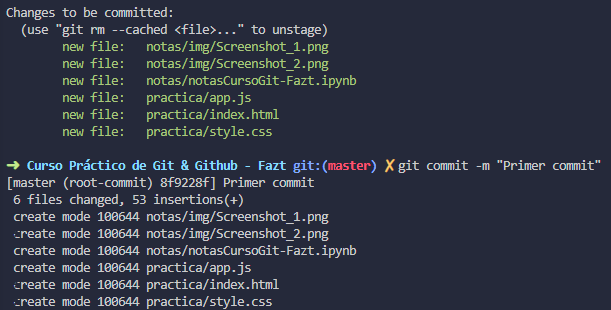 Changes to be committed:
(use "git rm --cached <file>..." to unstage)
new file: notas/img/Screenshot_1.png
new file: notas/img/Screenshot_2.png
new file: notas/notasCursoGit-Fazt.ipynb
new file: practica/app.js
new file: practica/index.html
new file: practica/style.css
➜ Curso Práctico de Git & Github - Fazt git:(master) ✗ git commit -m "Primer commit"
[master (root-commit) 8f9228f] Primer commit
6 files changed, 53 insertions(+)
create mode 100644 notas/img/Screenshot_1.png
create mode 100644 notas/img/Screenshot_2.png
create mode 100644 notas/notasCursoGit-Fazt.ipynb
create mode 100644 practica/app.js
create mode 100644 practica/index.html
create mode 100644 practica/style.css